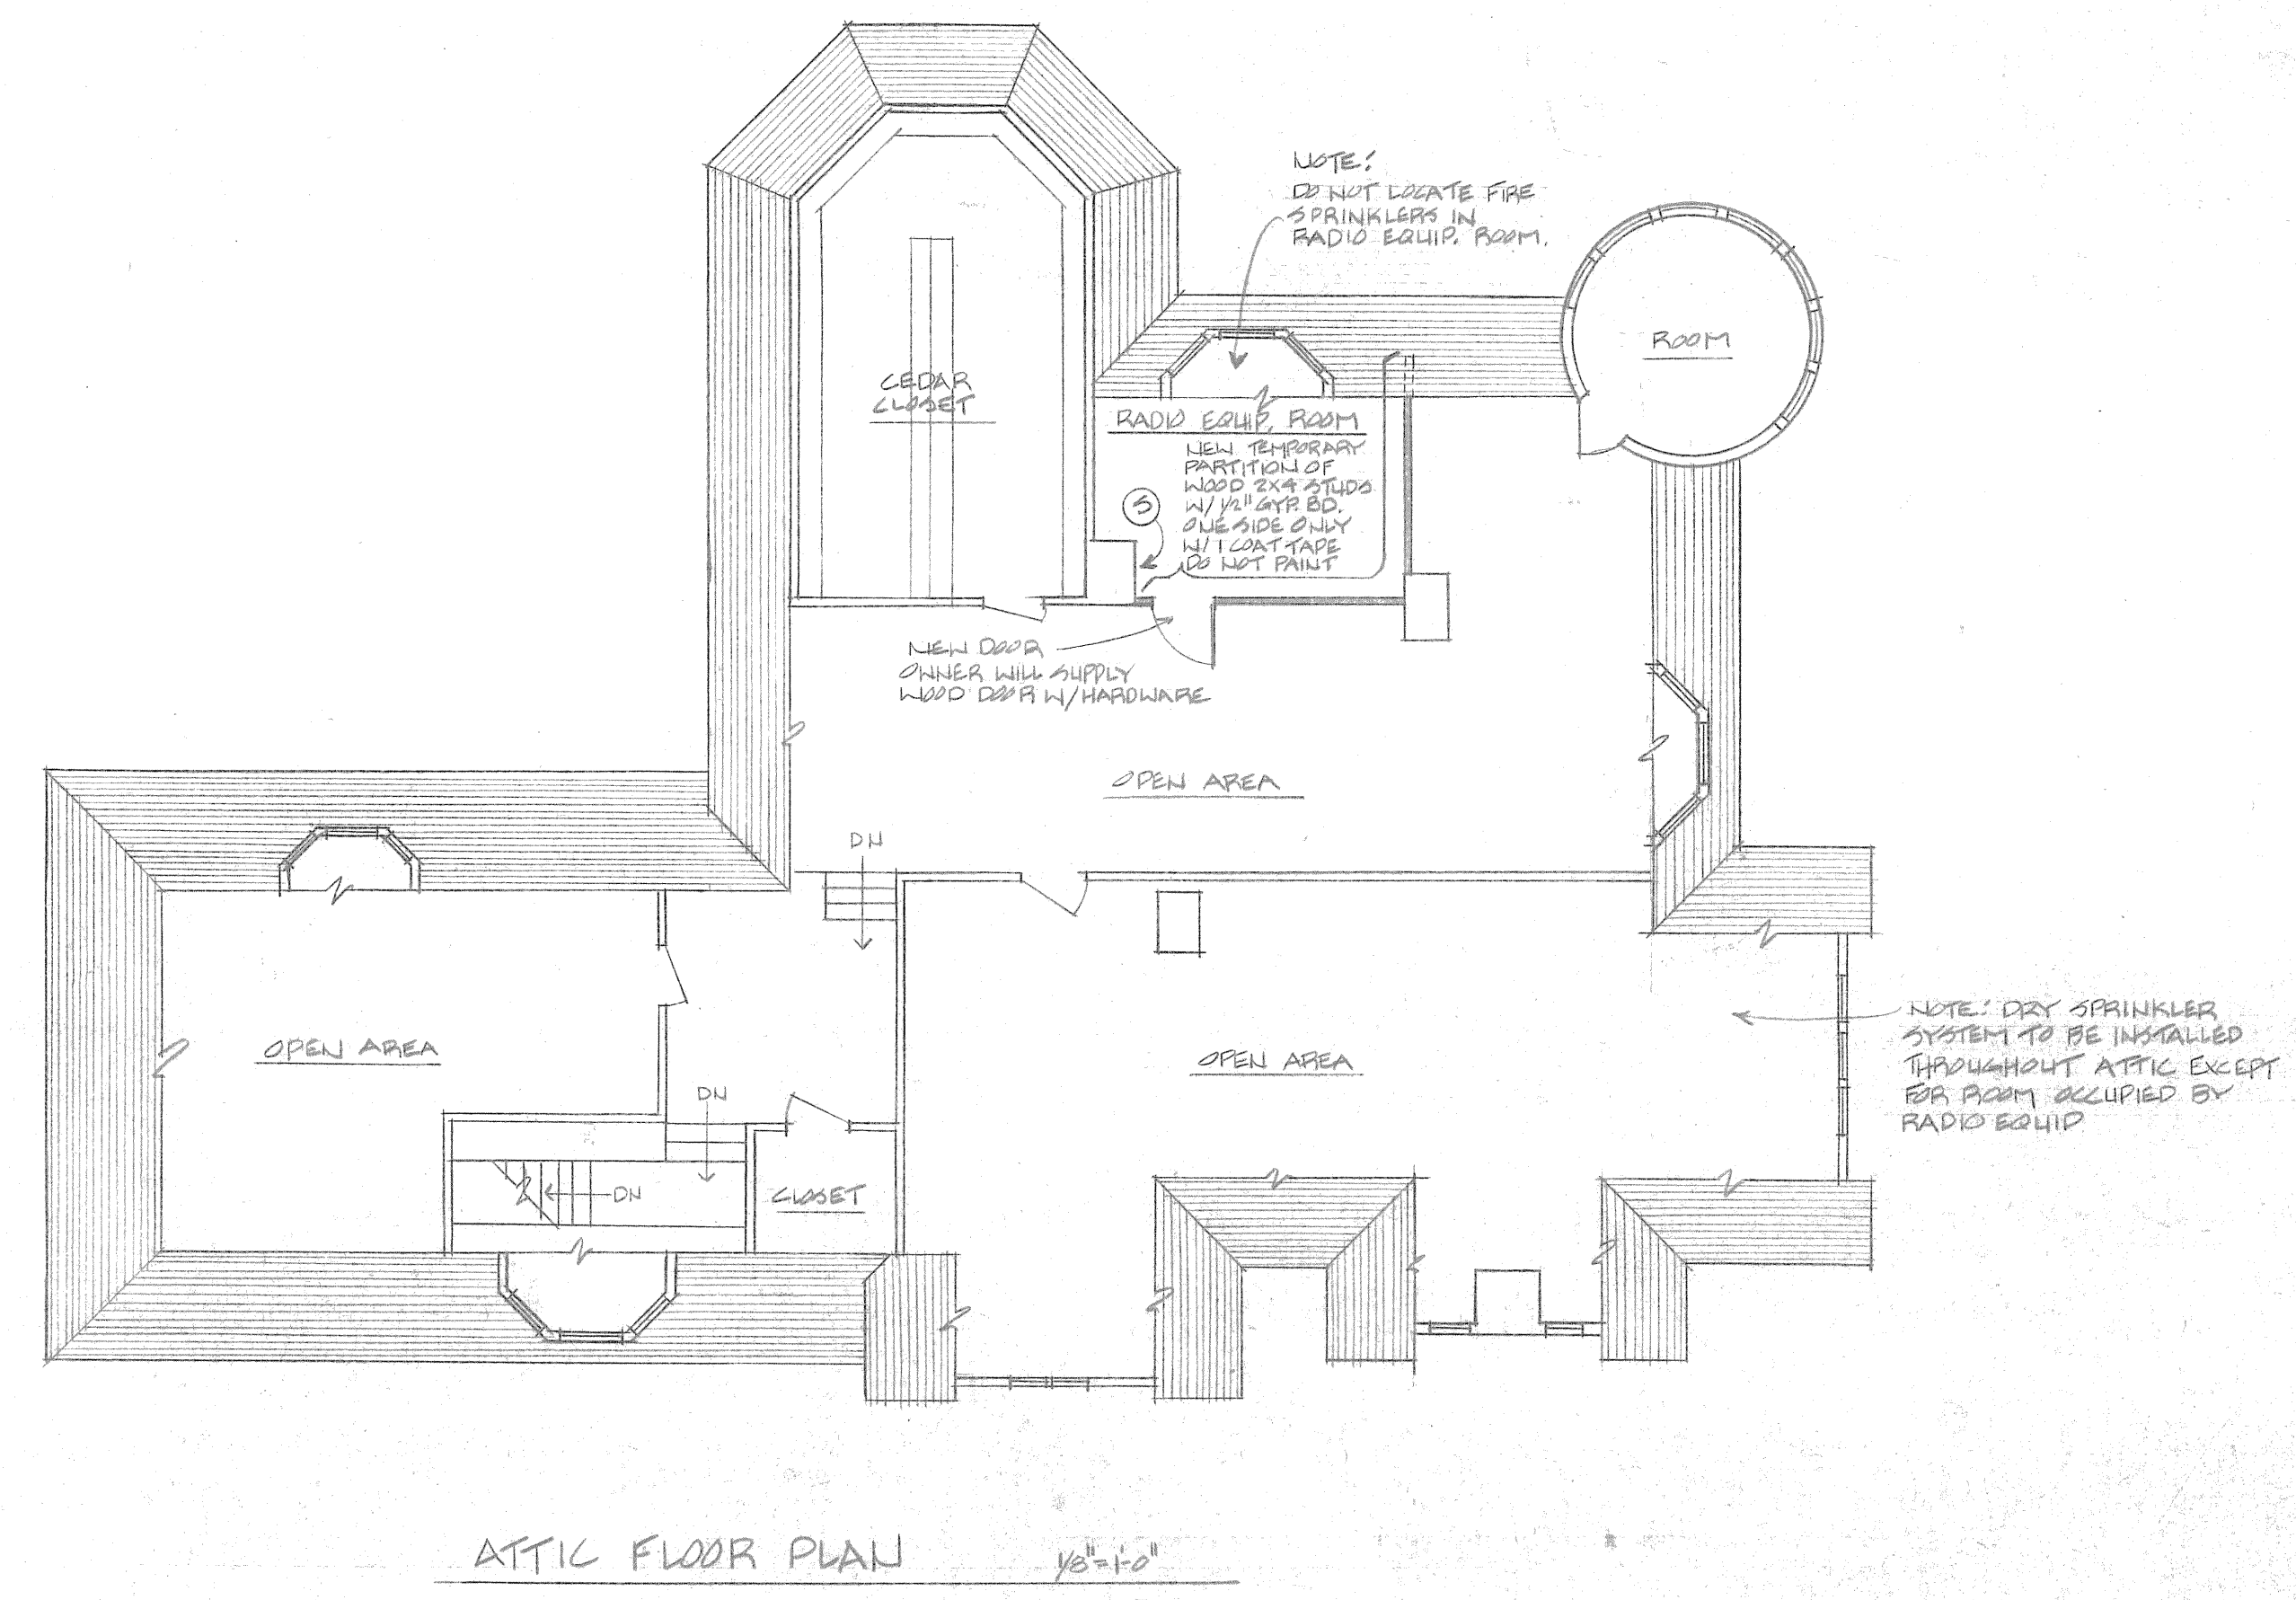 NOTE:
DO NOT LOCATE FIRE
SPRINKLERS IN
RADIO EQUIP. ROOM.
ROOM
CEDAR
CLOSET
RADIO EQUIP. ROOM
NEW TEMPORARY
PARTITION OF
WOOD 2X4 STUDS
W/ 1/2" GYP. BD.
ONE SIDE ONLY
W/ 1 COAT TAPE
DO NOT PAINT
5
NEW DOOR
OWNER WILL SUPPLY
WOOD DOOR W/HARDWARE
OPEN AREA
DN
OPEN AREA
OPEN AREA
NOTE: DRY SPRINKLER
SYSTEM TO BE INSTALLED
THROUGHOUT ATTIC EXCEPT
FOR ROOM OCCUPIED BY
RADIO EQUIP
DN
DN
CLOSET
ATTIC FLOOR PLAN 1/8"=1'-0"